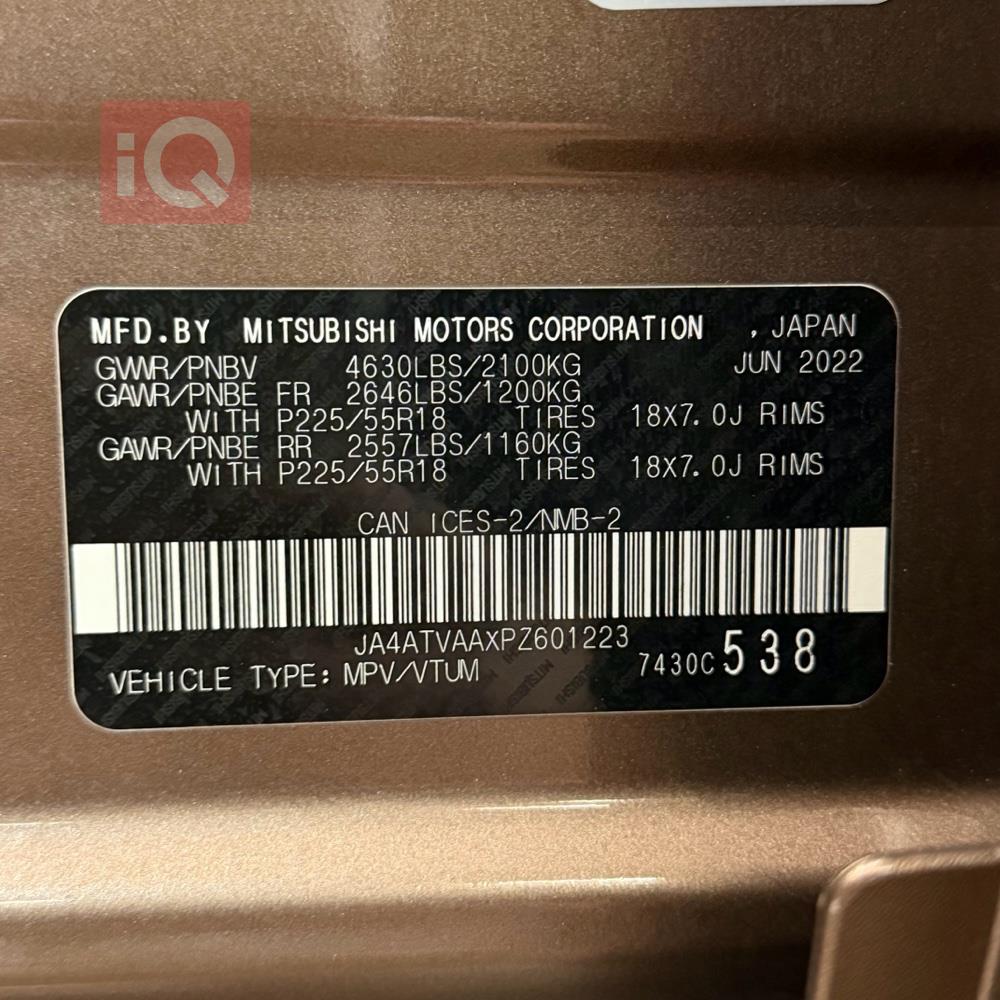 iQ
MFD.BY MITSUBISHI MOTORS CORPORATION , JAPAN
GWWR/PNBV 4630LBS/2100KG JUN 2022
GAWR/PNBE FR 2646LBS/1200KG
WITH P225/55R18 TIRES 18X7.0J RIMS
GAWR/PNBE RR 2557LBS/1160KG
WITH P225/55R18 TIRES 18X7.0J RIMS
CAN ICES-2/NMB-2
JA4ATVAAXPZ601223
VEHICLE TYPE: MPV/VTUM 7430C 538